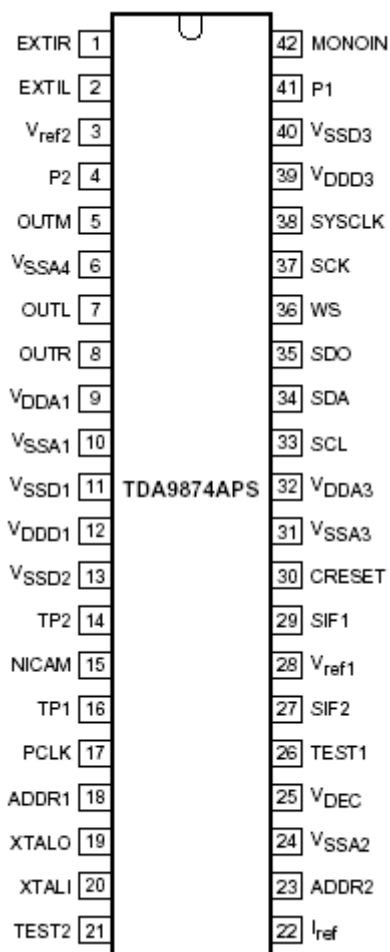 EXTIR 1 42 MONOIN
EXTIL 2 41 P1
Vref2 3 40 VSSD3
P2 4 39 VDDD3
OUTM 5 38 SYSCLK
VSSA4 6 37 SCK
OUTL 7 36 WS
OUTR 8 35 SDO
VDDA1 9 34 SDA
VSSA1 10 33 SCL
VSSD1 11 TDA9874APS 32 VDDA3
VDDD1 12 31 VSSA3
VSSD2 13 30 CRESET
TP2 14 29 SIF1
NICAM 15 28 Vref1
TP1 16 27 SIF2
PCLK 17 26 TEST1
ADDR1 18 25 VDEC
XTALO 19 24 VSSA2
XTALI 20 23 ADDR2
TEST2 21 22 Iref